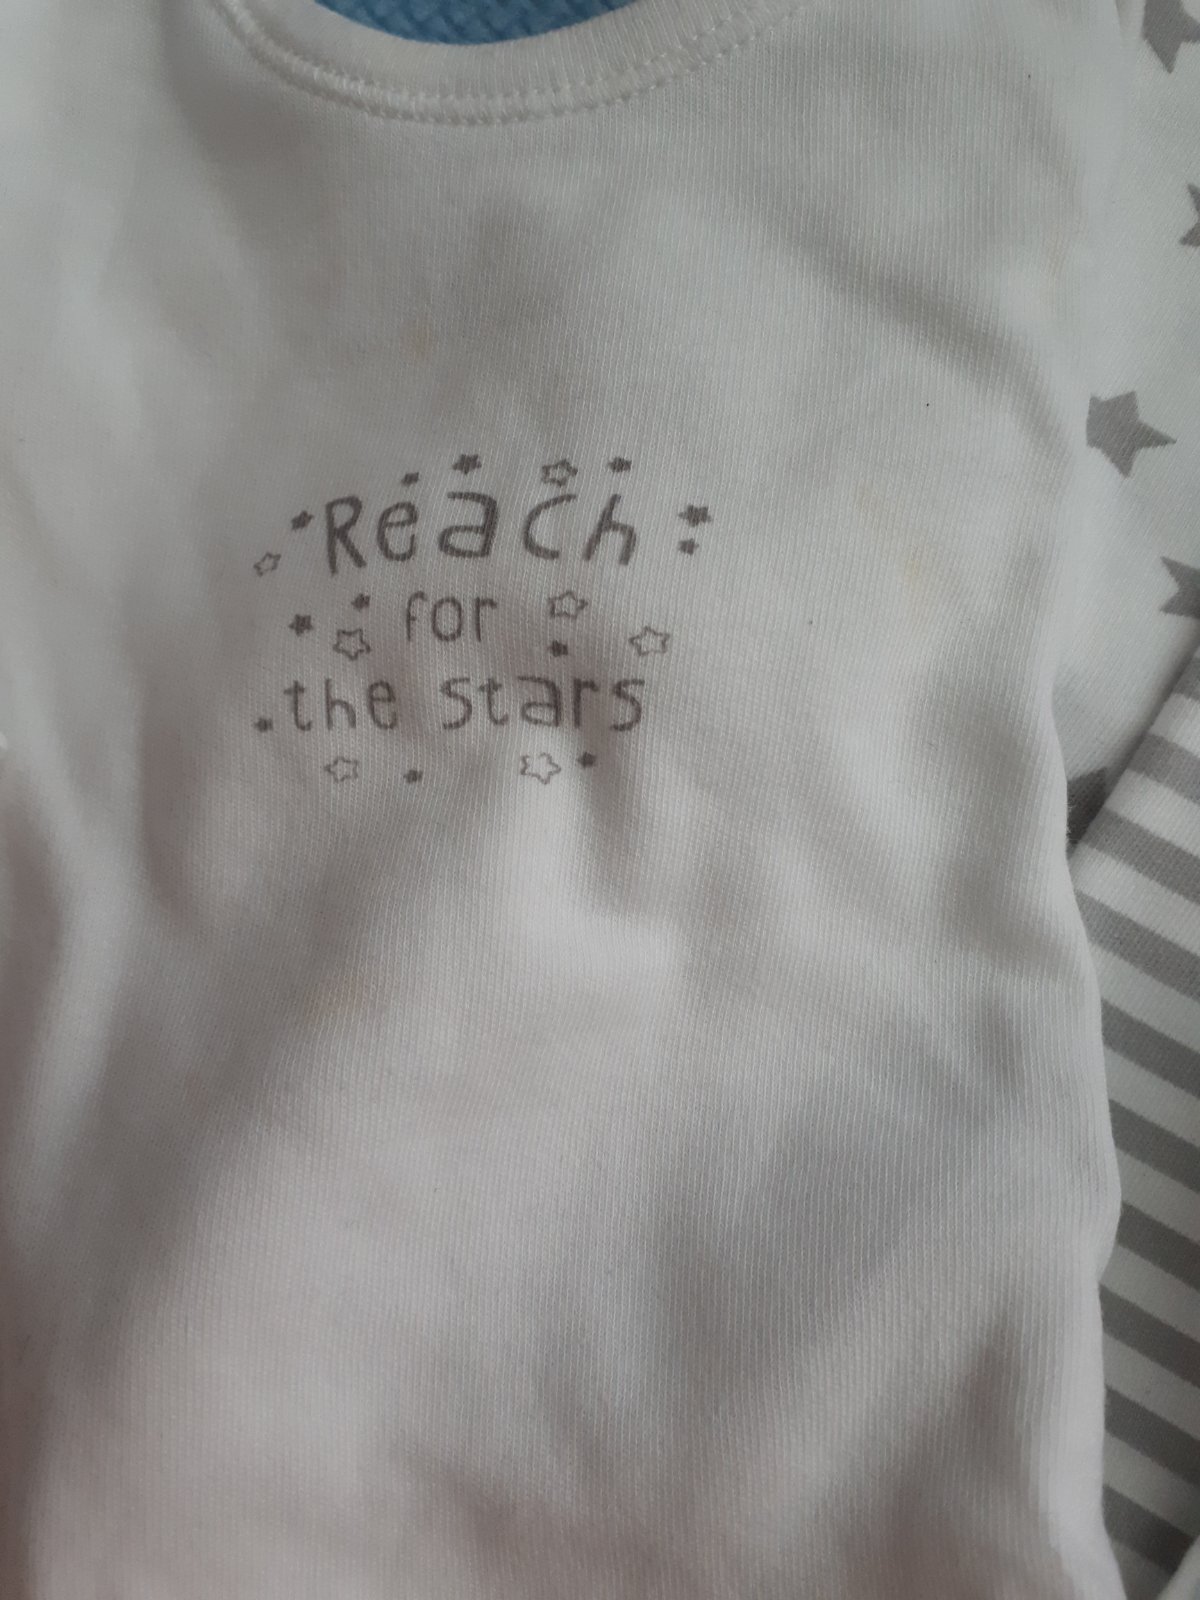 Reach
for
the stars